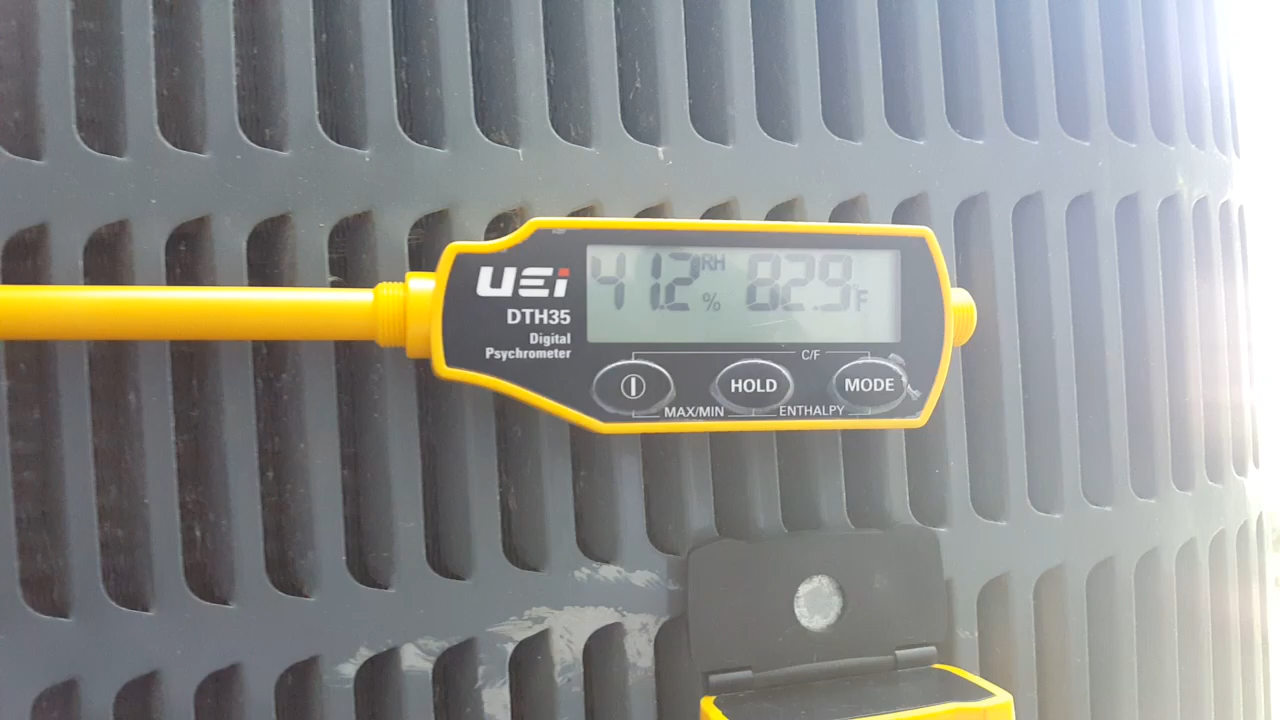 UEi
DTH35
Digital
Psychrometer
41.2 % RH 82.9 F
C/F
HOLD
MODE
MAX/MIN
ENTHALPY